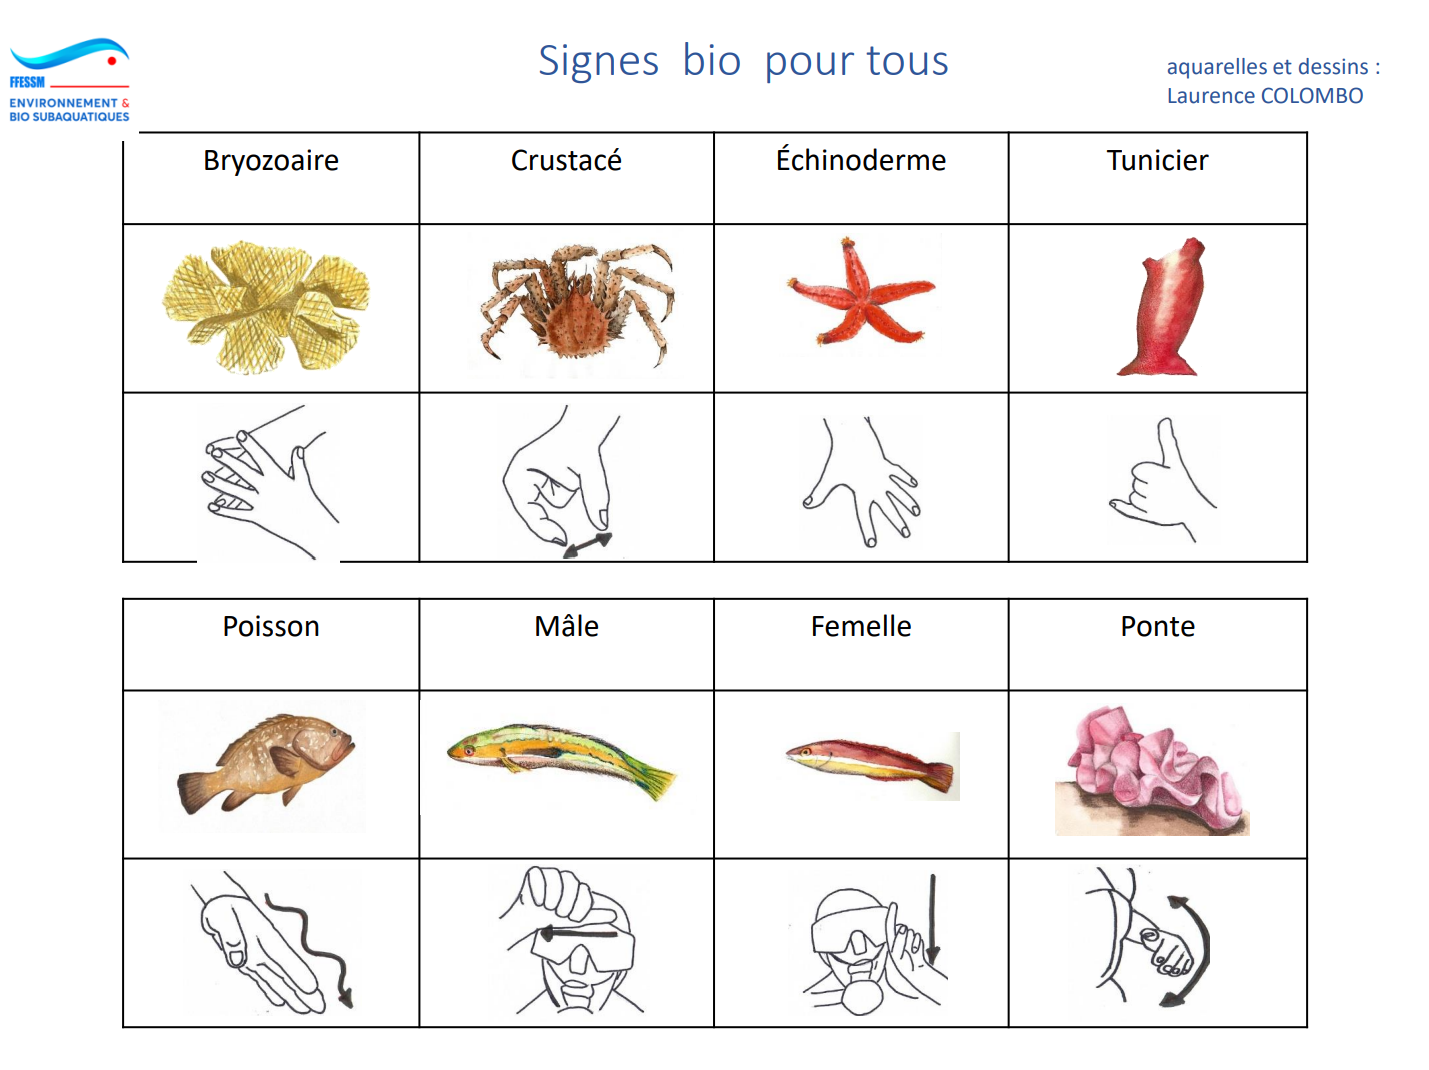 FFESSM
ENVIRONNEMENT &
BIO SUBAQUATIQUES
Signes bio pour tous
aquarelles et dessins :
Laurence COLOMBO
Bryozoaire Crustacé Échinoderme Tunicier
Poisson Mâle Femelle Ponte